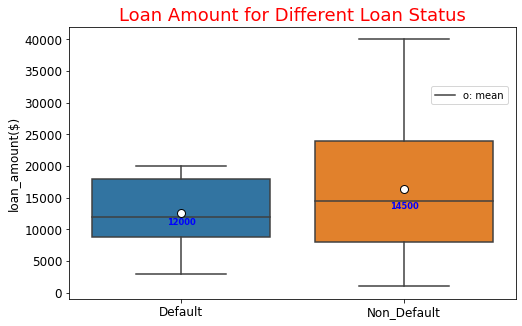 Loan Amount for Different Loan Status
loan_amount($)
40000
35000
30000
25000
20000
15000
10000
5000
0
o: mean
12000
14500
Default
Non_Default